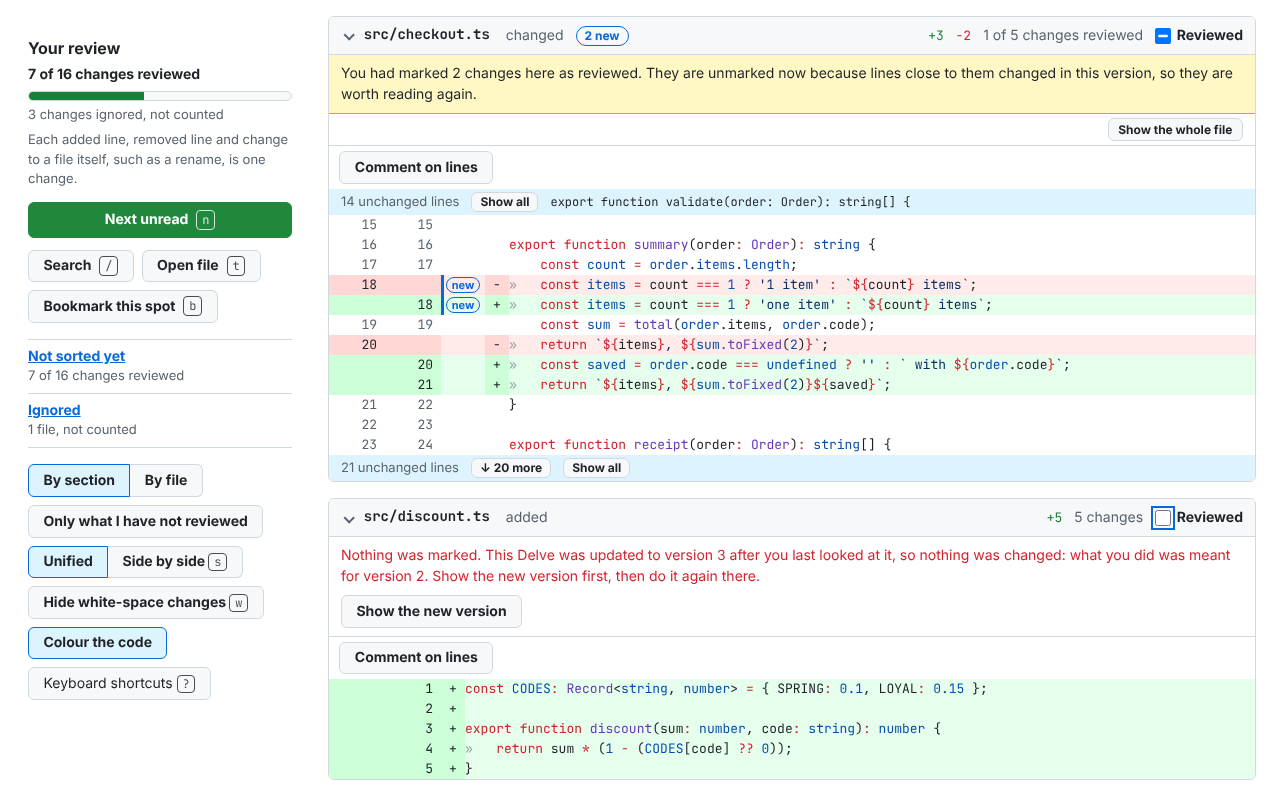 Your review
7 of 16 changes reviewed
3 changes ignored, not counted
Each added line, removed line and change
to a file itself, such as a rename, is one
change.
Next unread n
Search / Open file t
Bookmark this spot b
Not sorted yet
7 of 16 changes reviewed
Ignored
1 file, not counted
By section By file
Only what I have not reviewed
Unified Side by side s
Hide white-space changes w
Colour the code
Keyboard shortcuts ?
src/checkout.ts changed 2 new +3 -2 1 of 5 changes reviewed Reviewed
You had marked 2 changes here as reviewed. They are unmarked now because lines close to them changed in this version, so they are
worth reading again.
Show the whole file
Comment on lines
14 unchanged lines Show all export function validate(order: Order): string[] {
15 15
16 16 export function summary(order: Order): string {
17 17 const count = order.items.length;
18 new - » const items = count === 1 ? '1 item' : `${count} items`;
18 new + » const items = count === 1 ? 'one item' : `${count} items`;
19 19 const sum = total(order.items, order.code);
20 - » return `${items}, ${sum.toFixed(2)}`;
20 + » const saved = order.code === undefined ? '' : ` with ${order.code}`;
21 + » return `${items}, ${sum.toFixed(2)}${saved}`;
21 22 }
22 23
23 24 export function receipt(order: Order): string[] {
21 unchanged lines ↓ 20 more Show all
src/discount.ts added +5 5 changes Reviewed
Nothing was marked. This Delve was updated to version 3 after you last looked at it, so nothing was changed: what you did was meant
for version 2. Show the new version first, then do it again there.
Show the new version
Comment on lines
1 + const CODES: Record<string, number> = { SPRING: 0.1, LOYAL: 0.15 };
2 +
3 + export function discount(sum: number, code: string): number {
4 + » return sum * (1 - (CODES[code] ?? 0));
5 + }